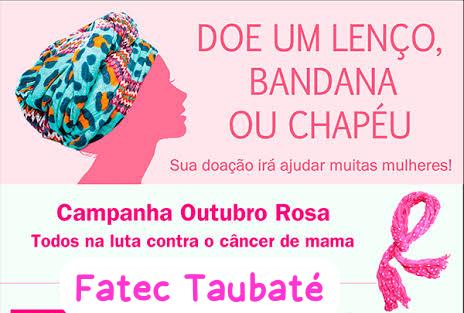 DOE UM LENÇO,
BANDANA
OU CHAPÉU
Sua doação irá ajudar muitas mulheres!
Campanha Outubro Rosa
Todos na luta contra o câncer de mama
Fatec Taubaté